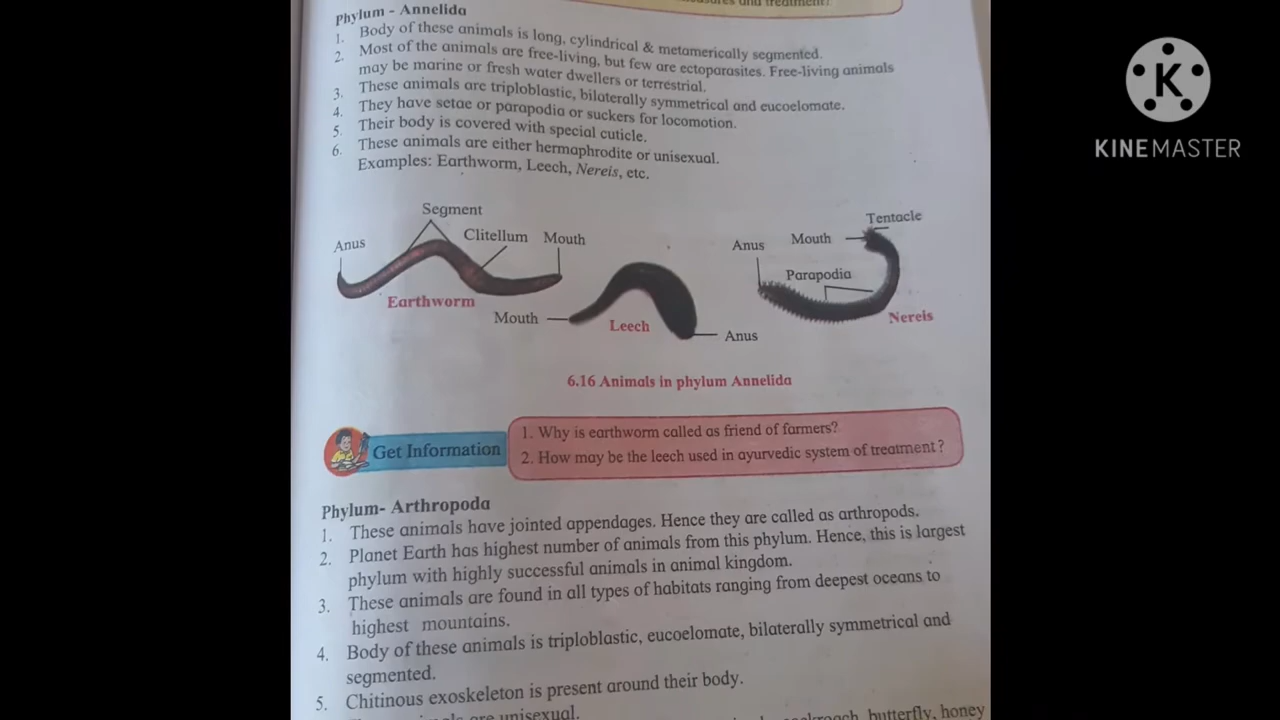 measures and treatment?
Phylum - Annelida
1. Body of these animals is long, cylindrical & metamerically segmented.
2. Most of the animals are free-living, but few are ectoparasites. Free-living animals
may be marine or fresh water dwellers or terrestrial.
3. These animals are triploblastic, bilaterally symmetrical and eucoelomate.
4. They have setae or parapodia or suckers for locomotion.
5. Their body is covered with special cuticle.
6. These animals are either hermaphrodite or unisexual.
Examples: Earthworm, Leech, Nereis, etc.
Segment
Anus
Clitellum
Mouth
Earthworm
Mouth
Leech
Anus
Tentacle
Mouth
Anus
Parapodia
Nereis
6.16 Animals in phylum Annelida
Get Information
1. Why is earthworm called as friend of farmers?
2. How may be the leech used in ayurvedic system of treatment ?
Phylum- Arthropoda
1. These animals have jointed appendages. Hence they are called as arthropods.
2. Planet Earth has highest number of animals from this phylum. Hence, this is largest
phylum with highly successful animals in animal kingdom.
3. These animals are found in all types of habitats ranging from deepest oceans to
highest mountains.
4. Body of these animals is triploblastic, eucoelomate, bilaterally symmetrical and
segmented.
5. Chitinous exoskeleton is present around their body.
are unisexual.
butterfly, honey
K
KINEMASTER